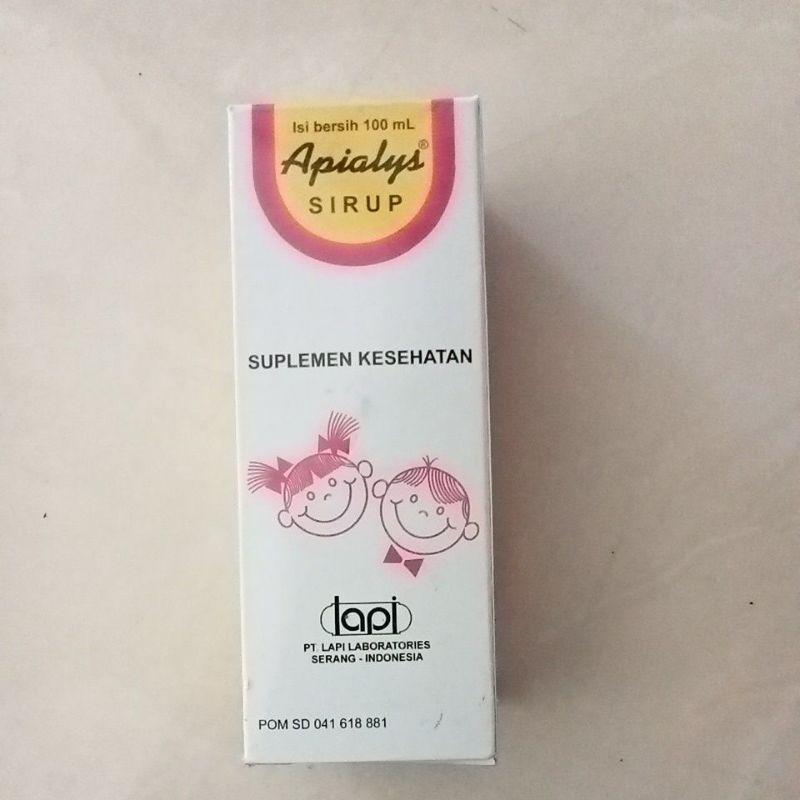 Isi bersih 100 mL
Apialys®
SIRUP
SUPLEMEN KESEHATAN
lapi
PT. LAPI LABORATORIES
SERANG - INDONESIA
POM SD 041 618 881